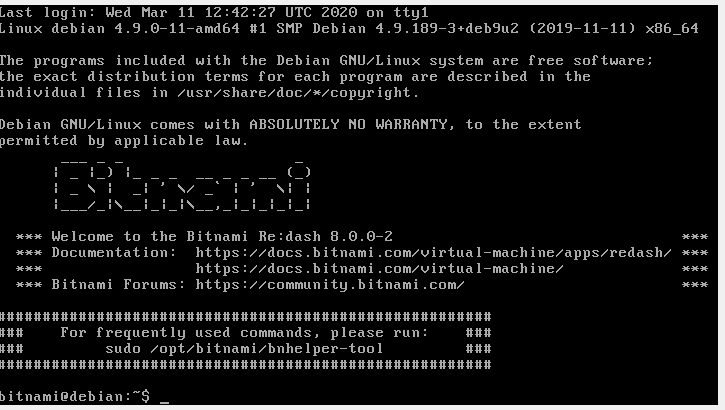 Last login: Wed Mar 11 12:42:27 UTC 2020 on tty1
Linux debian 4.9.0-11-amd64 #1 SMP Debian 4.9.189-3+deb9u2 (2019-11-11) x86_64
The programs included with the Debian GNU/Linux system are free software;
the exact distribution terms for each program are described in the
individual files in /usr/share/doc/*/copyright.
Debian GNU/Linux comes with ABSOLUTELY NO WARRANTY, to the extent
permitted by applicable law.
Bitnami
*** Welcome to the Bitnami Re:dash 8.0.0-2 ***
*** Documentation: https://docs.bitnami.com/virtual-machine/apps/redash/ ***
*** https://docs.bitnami.com/virtual-machine/ ***
*** Bitnami Forums: https://community.bitnami.com/ ***
#######################################################
### For frequently used commands, please run: ###
### sudo /opt/bitnami/bnhelper-tool ###
#######################################################
bitnami@debian:~$ _